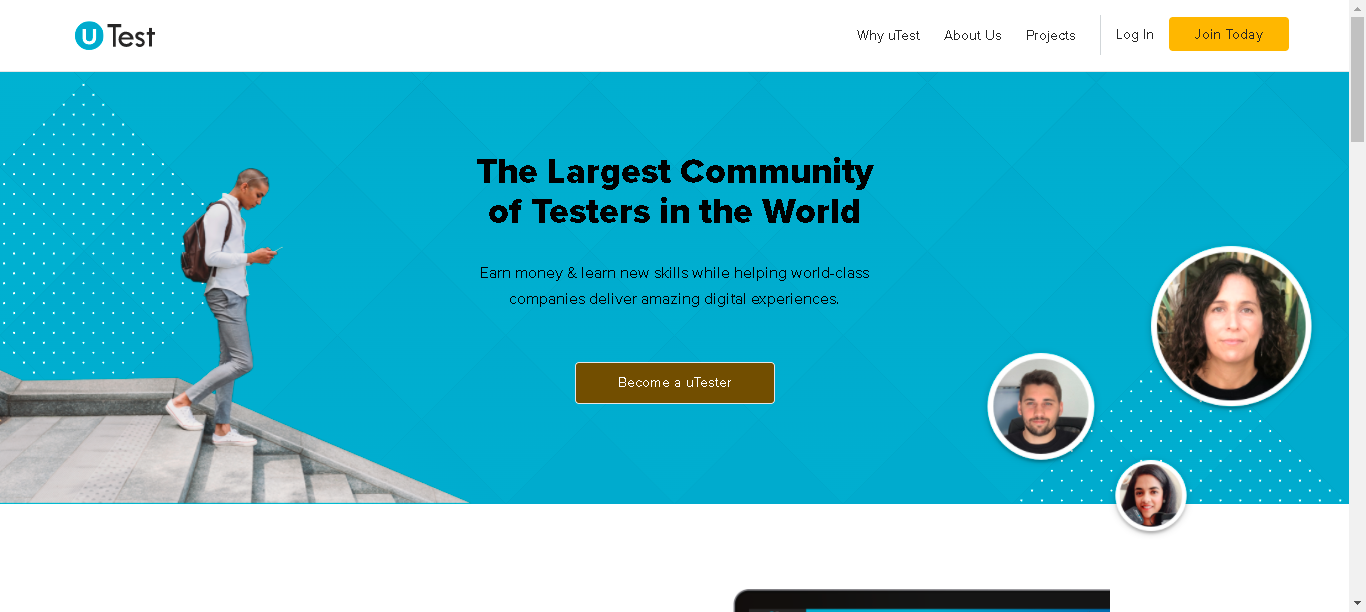 uTest
Why uTest
About Us
Projects
Log In
Join Today
The Largest Community
of Testers in the World
Earn money & learn new skills while helping world-class
companies deliver amazing digital experiences.
Become a uTester